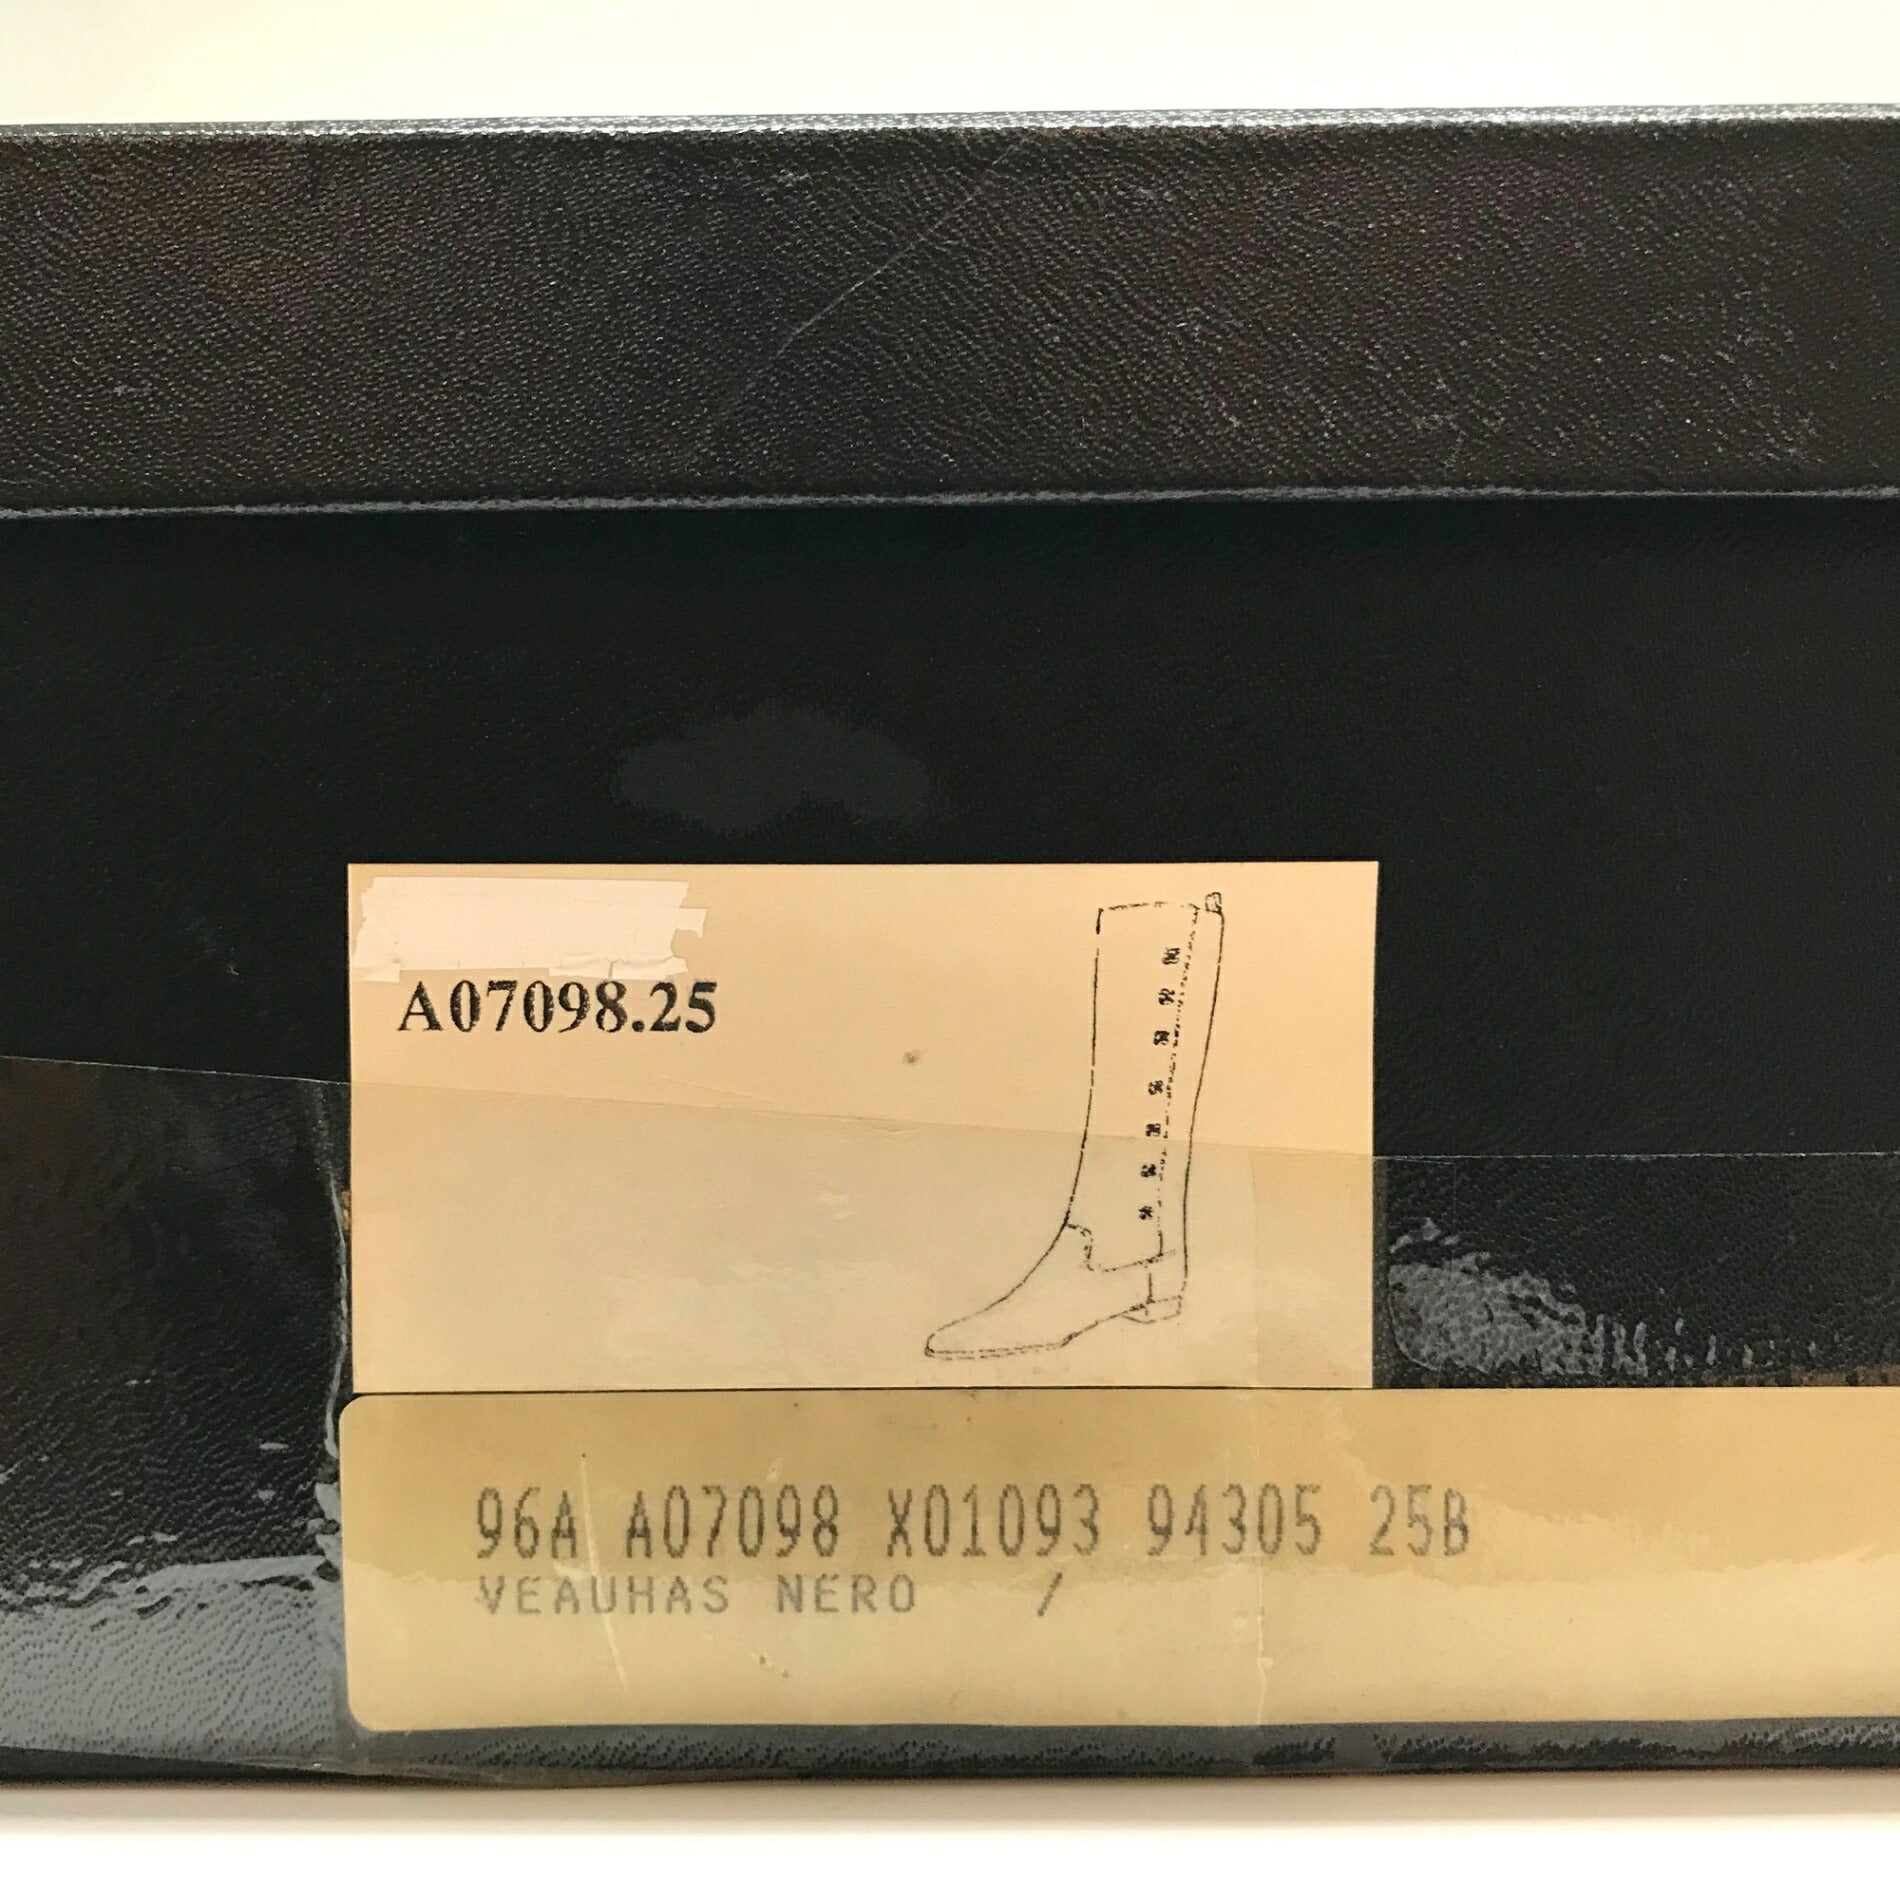 A07098.25
96A A07098 X01093 94305 25B
VEAUHAS NERO /